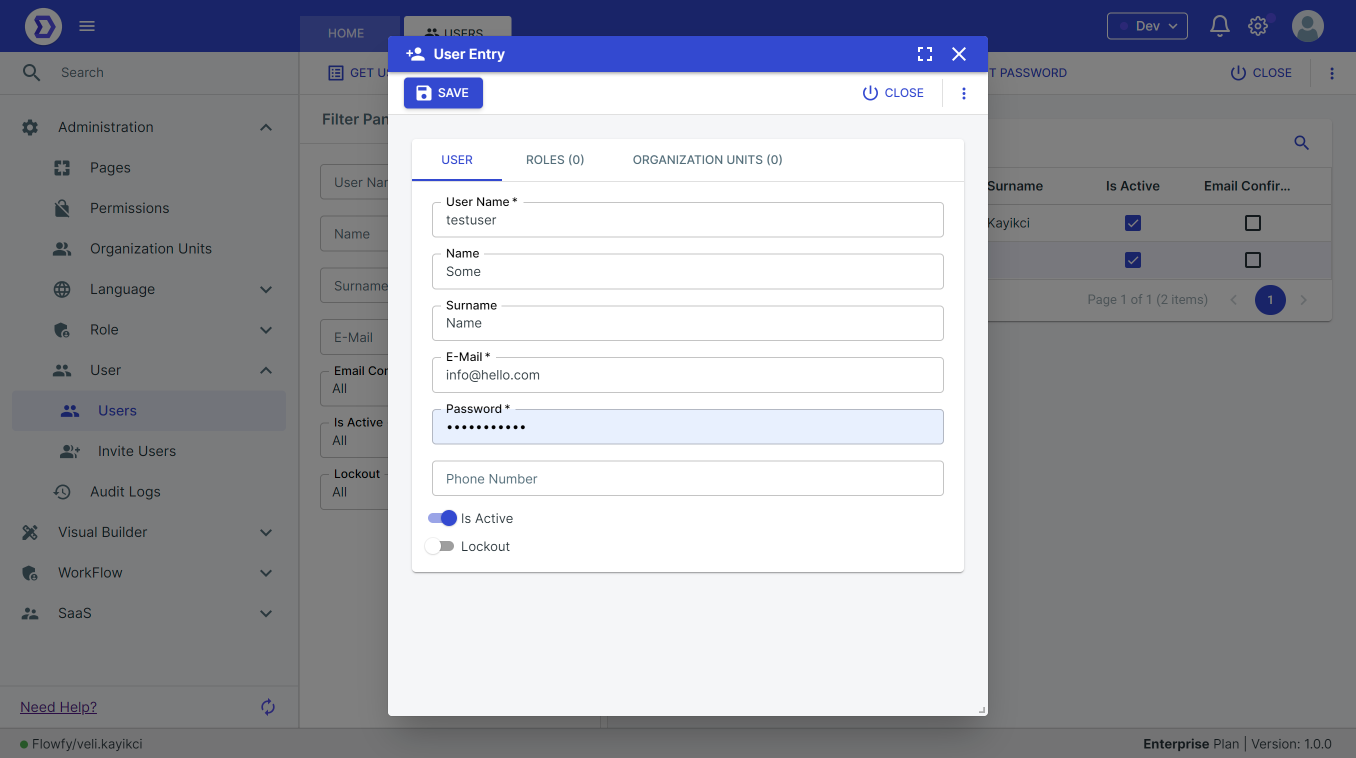 HOME
USERS
Dev
Search
GET U
T PASSWORD
CLOSE
Administration
Pages
Permissions
Organization Units
Language
Role
User
Users
Invite Users
Audit Logs
Visual Builder
WorkFlow
SaaS
Need Help?
Filter Pan
User Nar
Name
Surname
E-Mail
Email Cor
All
Is Active
All
Lockout
All
User Entry
SAVE
CLOSE
USER
ROLES (0)
ORGANIZATION UNITS (0)
User Name *
testuser
Name
Some
Surname
Name
E-Mail *
info@hello.com
Password *
•••••••••••
Phone Number
Is Active
Lockout
Surname
Is Active
Email Confir...
Kayikci
Page 1 of 1 (2 items)
1
Flowfy/veli.kayikci
Enterprise Plan | Version: 1.0.0